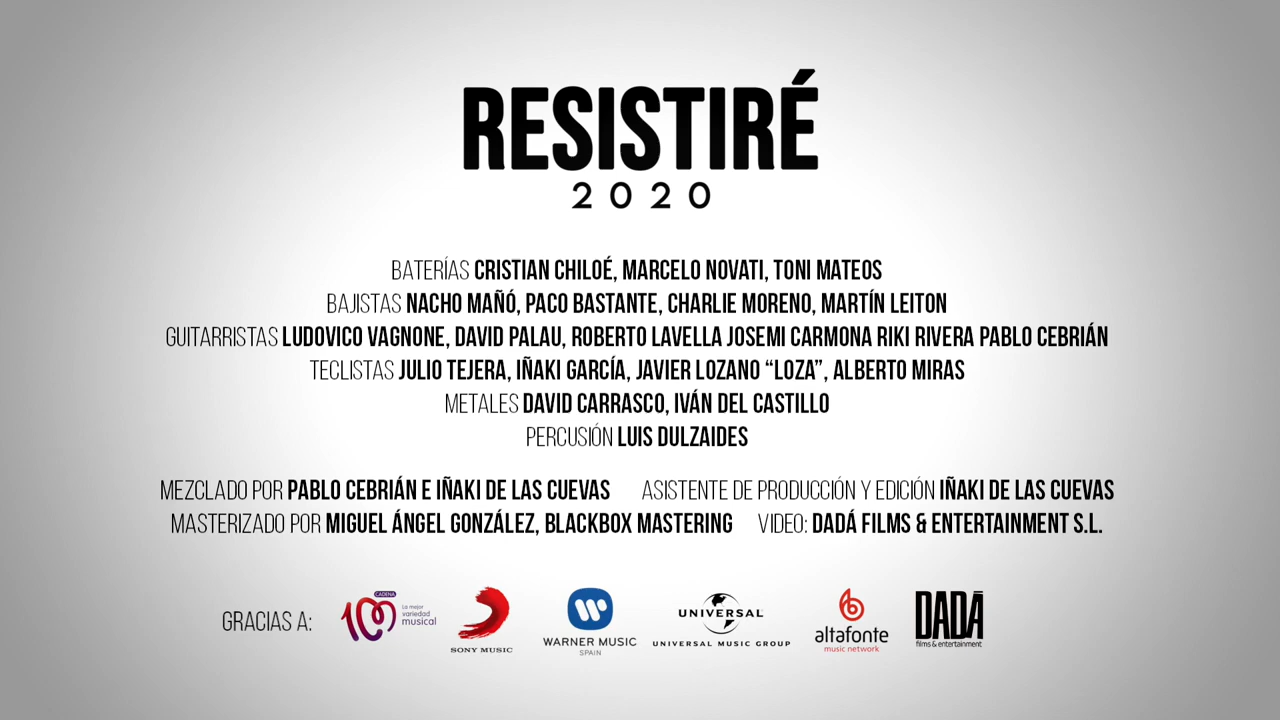 RESISTIRÉ
2020
BATERÍAS CRISTIAN CHILOÉ, MARCELO NOVATI, TONI MATEOS
BAJISTAS NACHO MAÑÓ, PACO BASTANTE, CHARLIE MORENO, MARTÍN LEITON
GUITARRISTAS LUDOVICO VAGNONE, DAVID PALAU, ROBERTO LAVELLA JOSEMI CARMONA RIKI RIVERA PABLO CEBRIÁN
TECLISTAS JULIO TEJERA, IÑAKI GARCÍA, JAVIER LOZANO “LOZA”, ALBERTO MIRAS
METALES DAVID CARRASCO, IVÁN DEL CASTILLO
PERCUSIÓN LUIS DULZAIDES
MEZCLADO POR PABLO CEBRIÁN E IÑAKI DE LAS CUEVAS ASISTENTE DE PRODUCCIÓN Y EDICIÓN IÑAKI DE LAS CUEVAS
MASTERIZADO POR MIGUEL ÁNGEL GONZÁLEZ, BLACKBOX MASTERING VIDEO: DADÁ FILMS & ENTERTAINMENT S.L.
GRACIAS A:
CADENA
100
La mejor
variedad
musical
SONY MUSIC
WARNER MUSIC
SPAIN
UNIVERSAL
UNIVERSAL MUSIC GROUP
altafonte
music network
DADÁ
films & entertainment